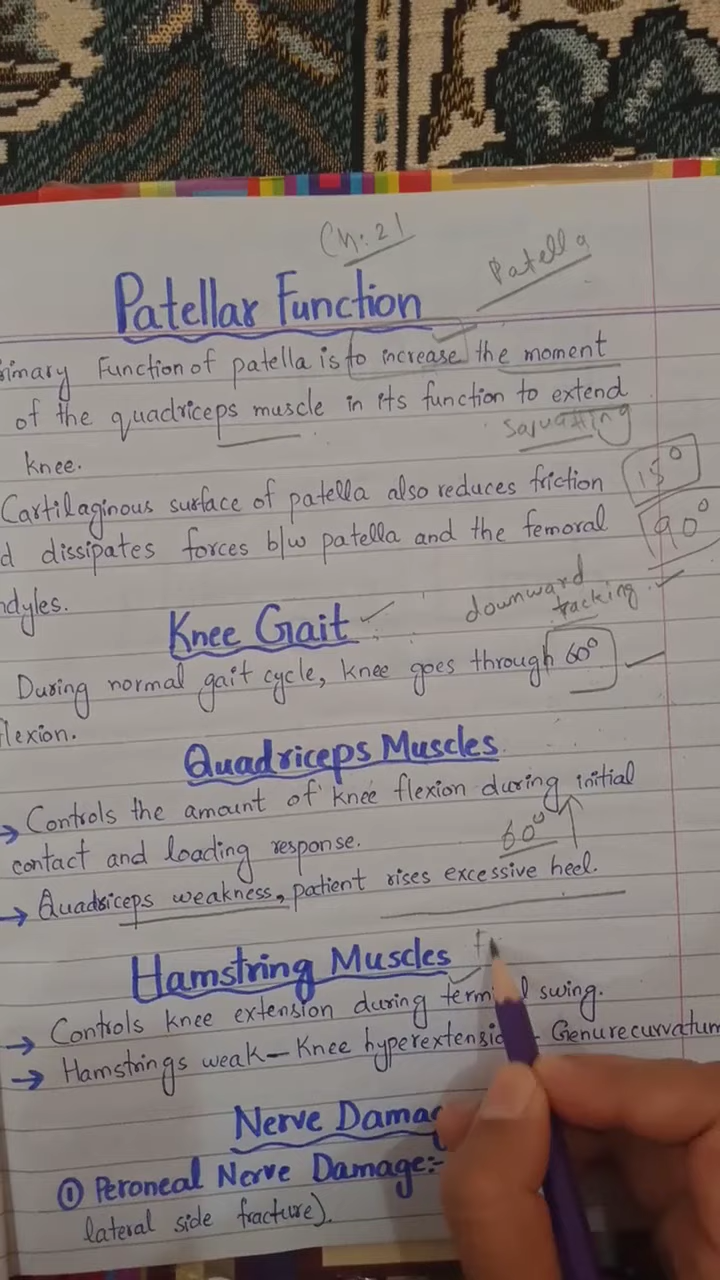 Ch: 21
Patella
Patellar Function
rimary Function of patella is to increase the moment
of the quadriceps muscle in its function to extend
knee.
Cartilaginous surface of patella also reduces friction
15°
d dissipates forces b/w patella and the femoral
90°
ndyles.
downward
tracking
Knee Gait
During normal gait cycle, knee goes through 60°
flexion.
Quadriceps Muscles
→ Controls the amount of knee flexion during initial
contact and loading response.
60°
→ Quadriceps weakness, patient rises excessive heel.
Hamstring Muscles
→ Controls knee extension during terminal swing.
→ Hamstrings weak - Knee hyperextension - Genurecurvatum
Nerve Damag
① Peroneal Nerve Damage:-
lateral side fracture).